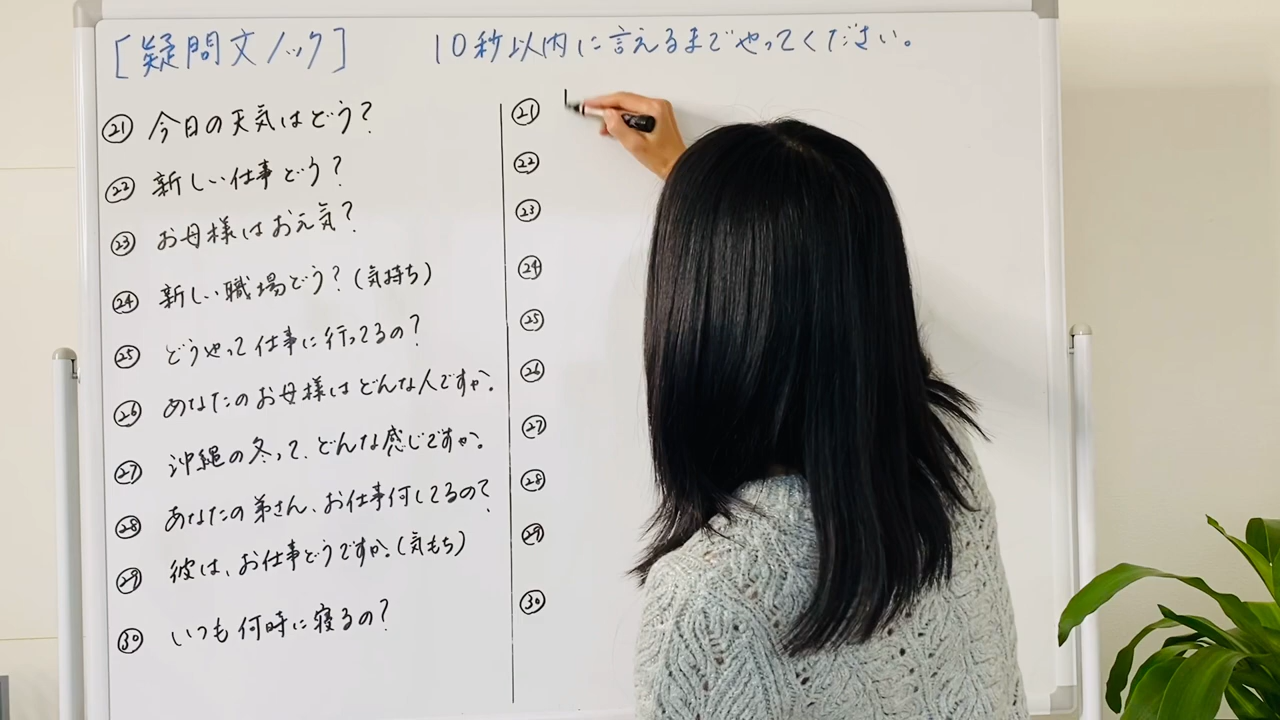 [疑問文ノック] 10秒以内に言えるまでやってください。
㉑ 今日の天気はどう?
㉒ 新しい仕事どう?
㉓ お母様はお元気?
㉔ 新しい職場どう?(気持ち)
㉕ どうやって仕事に行ってるの?
㉖ あなたのお母様はどんな人ですか。
㉗ 沖縄の冬って、どんな感じですか。
㉘ あなたの弟さん、お仕事何してるの?
㉙ 彼は、お仕事どうですか。(気もち)
㉚ いつも何時に寝るの?
㉑
㉒
㉓
㉔
㉕
㉖
㉗
㉘
㉙
㉚